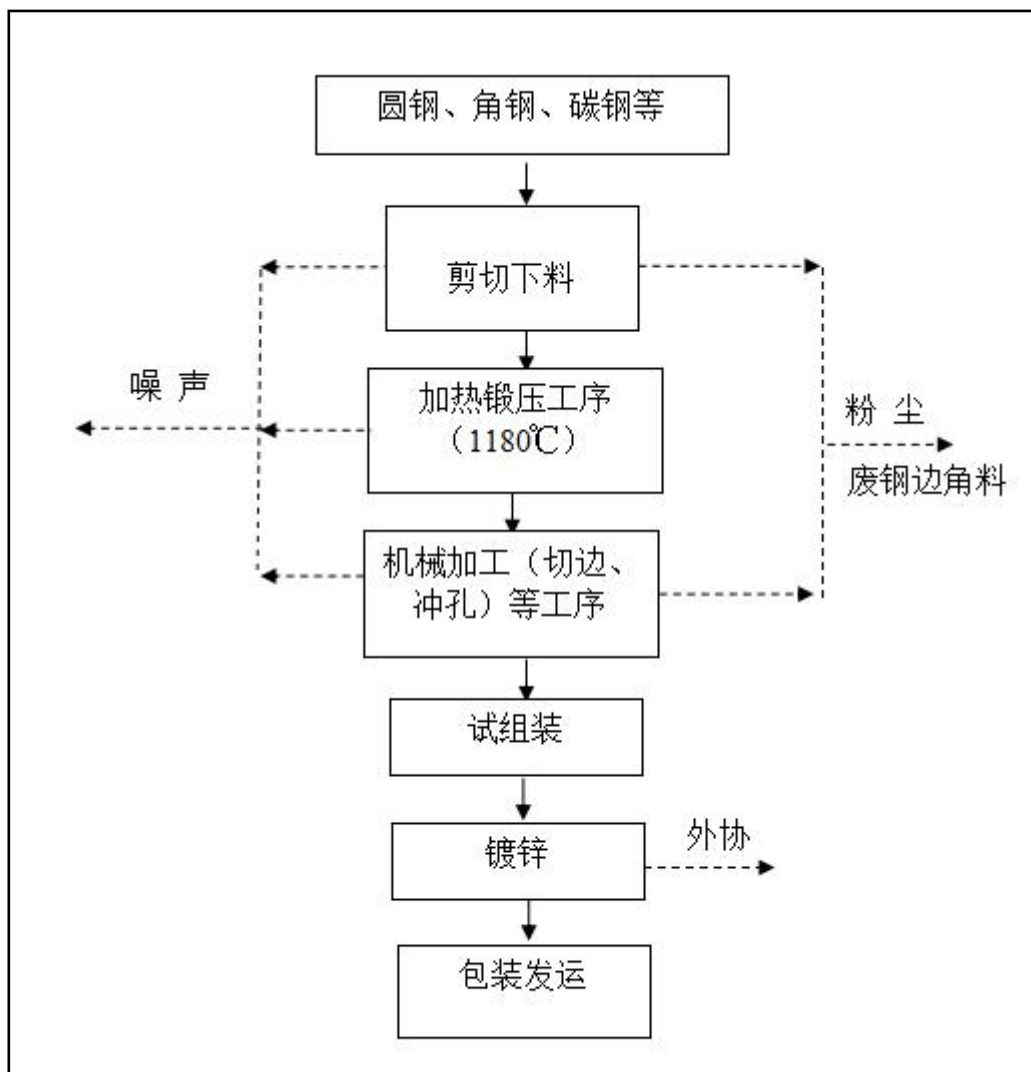 圆钢、角钢、碳钢等
剪切下料
噪 声
加热锻压工序
（1180℃）
粉 尘
废钢边角料
机械加工（切边、
冲孔）等工序
试组装
镀锌
外协
包装发运